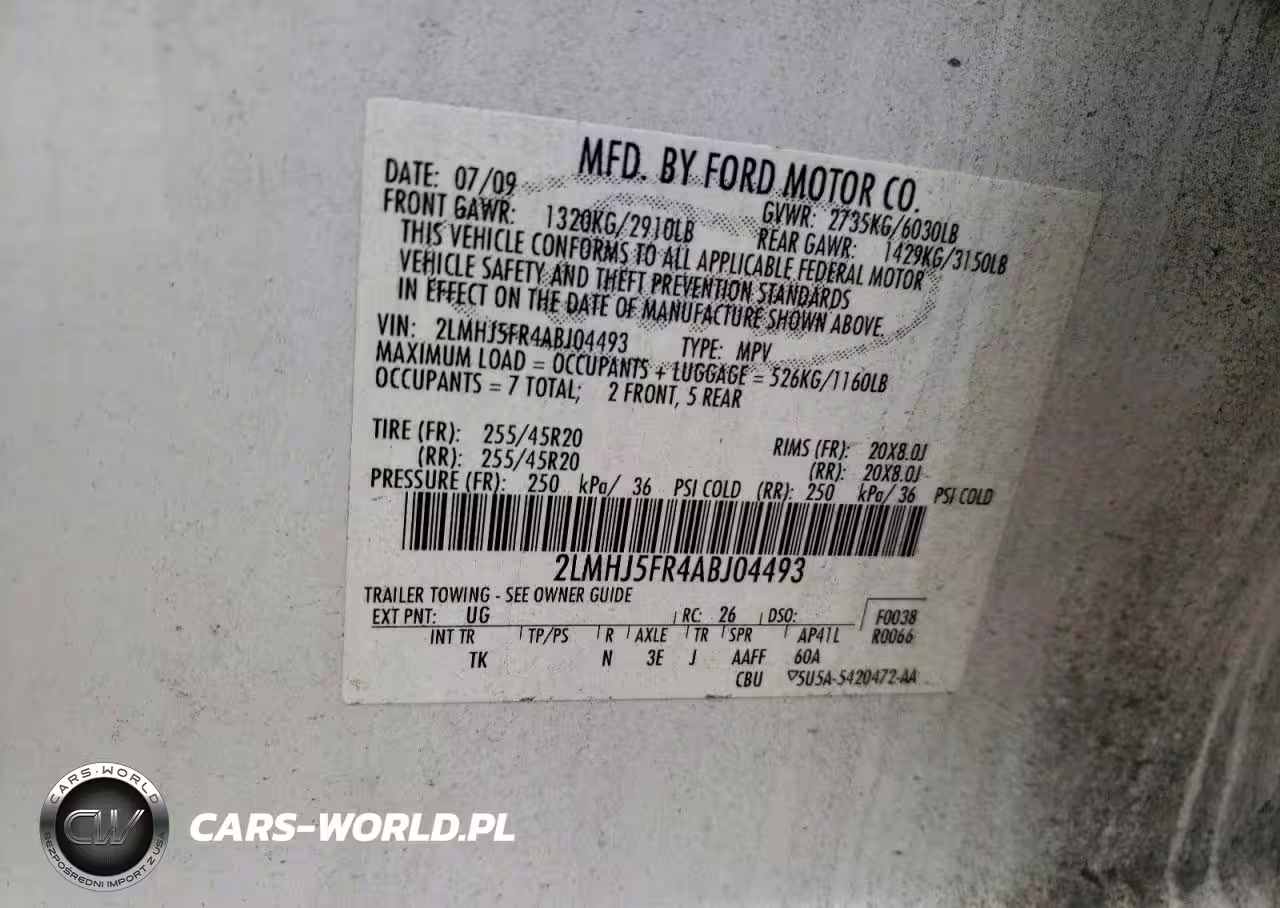 MFD. BY FORD MOTOR CO.
DATE: 07/09 GVWR: 2735KG/6030LB
FRONT GAWR: 1320KG/2910LB REAR GAWR: 1429KG/3150LB
THIS VEHICLE CONFORMS TO ALL APPLICABLE FEDERAL MOTOR
VEHICLE SAFETY AND THEFT PREVENTION STANDARDS
IN EFFECT ON THE DATE OF MANUFACTURE SHOWN ABOVE.
VIN: 2LMHJ5FR4ABJ04493 TYPE: MPV
MAXIMUM LOAD = OCCUPANTS + LUGGAGE = 526KG/1160LB
OCCUPANTS = 7 TOTAL; 2 FRONT, 5 REAR
TIRE (FR): 255/45R20 RIMS (FR): 20X8.0J
(RR): 255/45R20 (RR): 20X8.0J
PRESSURE (FR): 250 kPa/ 36 PSI COLD (RR): 250 kPa/ 36 PSI COLD
2LMHJ5FR4ABJ04493
TRAILER TOWING - SEE OWNER GUIDE
EXT PNT: UG RC: 26 DSO: F0038
INT TR TP/PS R AXLE TR SPR AP41L R0066
TK N 3E J AAFF 60A
CBU ▽5U5A-5420472-AA
CARS-WORLD
CW
BEZPOŚREDNI IMPORT Z USA
CARS-WORLD.PL